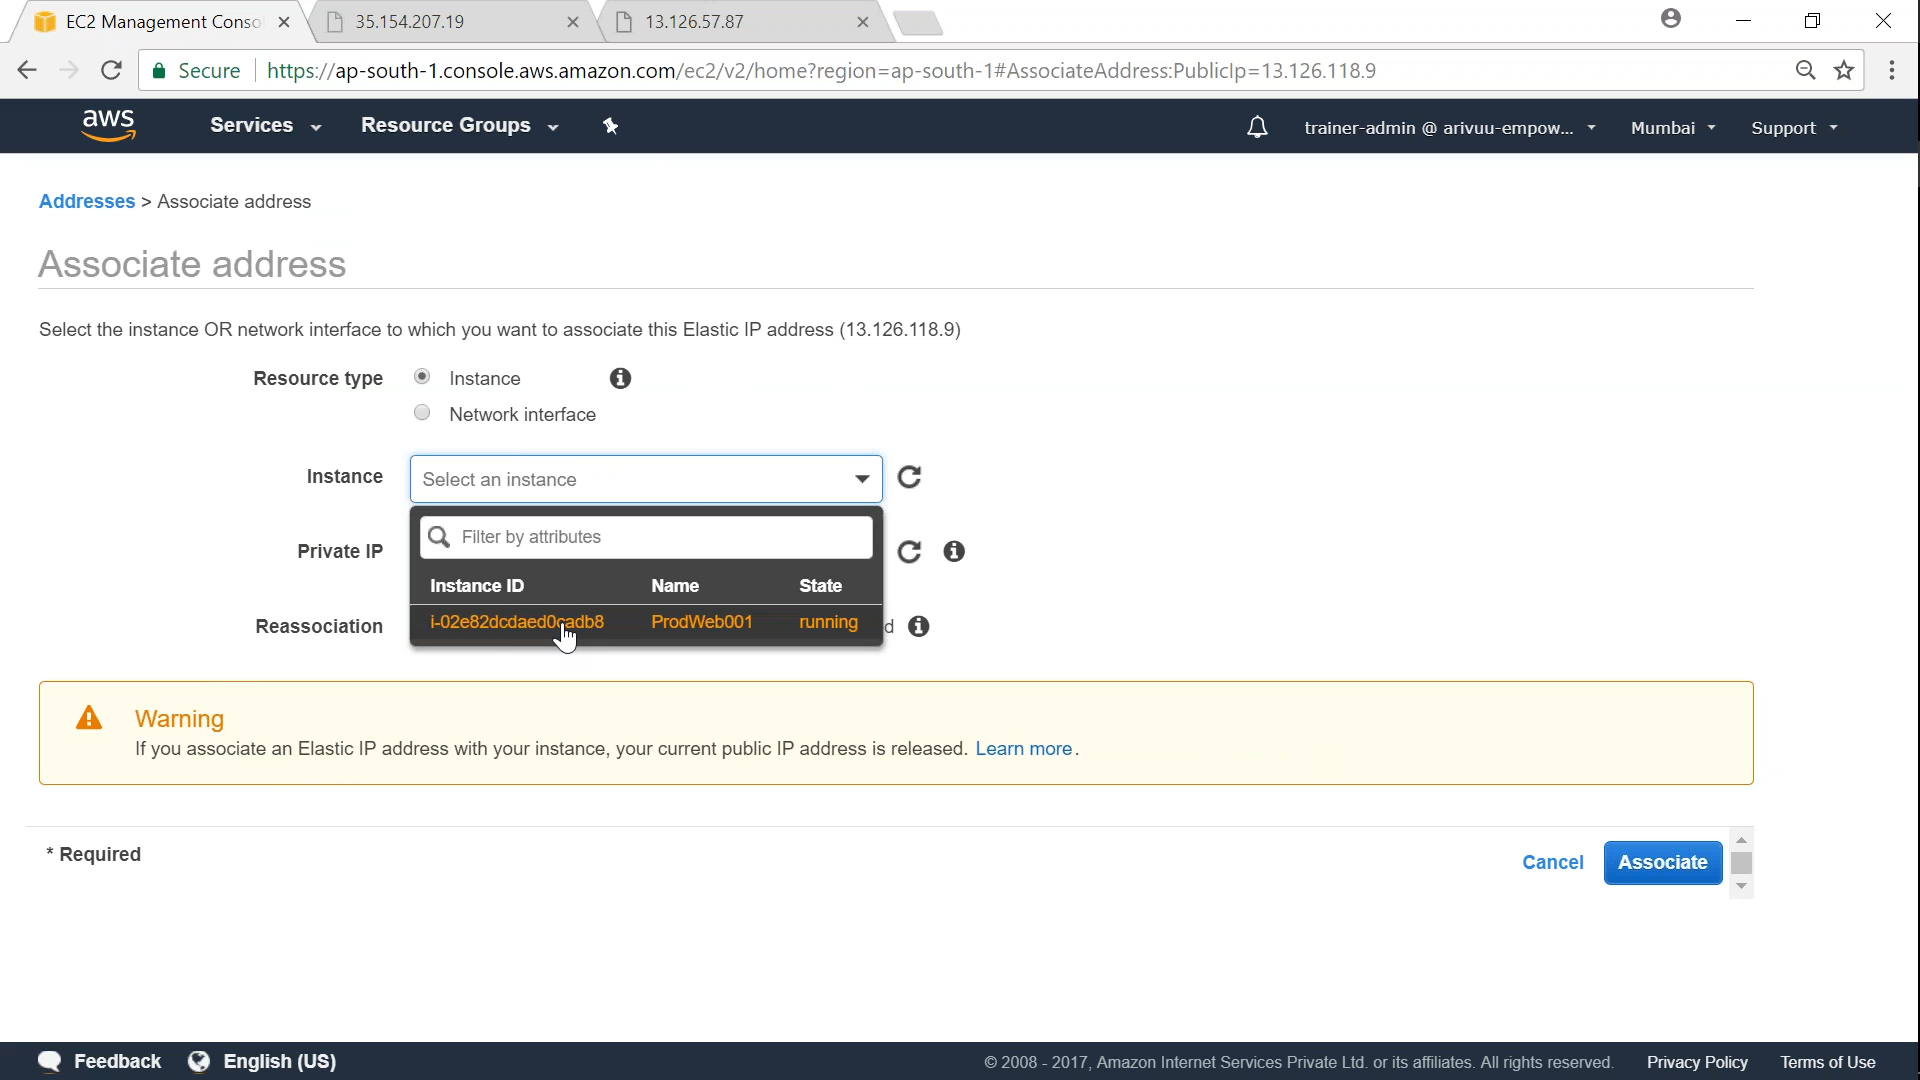 EC2 Management Conso
35.154.207.19
13.126.57.87
Secure
https://ap-south-1.console.aws.amazon.com/ec2/v2/home?region=ap-south-1#AssociateAddress:PublicIp=13.126.118.9
aws
Services
Resource Groups
trainer-admin @ arivuu-empow...
Mumbai
Support
Addresses > Associate address
Associate address
Select the instance OR network interface to which you want to associate this Elastic IP address (13.126.118.9)
Resource type
Instance
Network interface
Instance
Select an instance
Filter by attributes
Private IP
Instance ID Name State
i-02e82dcdaed0cadb8 ProdWeb001 running
Reassociation
d
Warning
If you associate an Elastic IP address with your instance, your current public IP address is released. Learn more.
* Required
Cancel
Associate
Feedback
English (US)
© 2008 - 2017, Amazon Internet Services Private Ltd. or its affiliates. All rights reserved.
Privacy Policy
Terms of Use